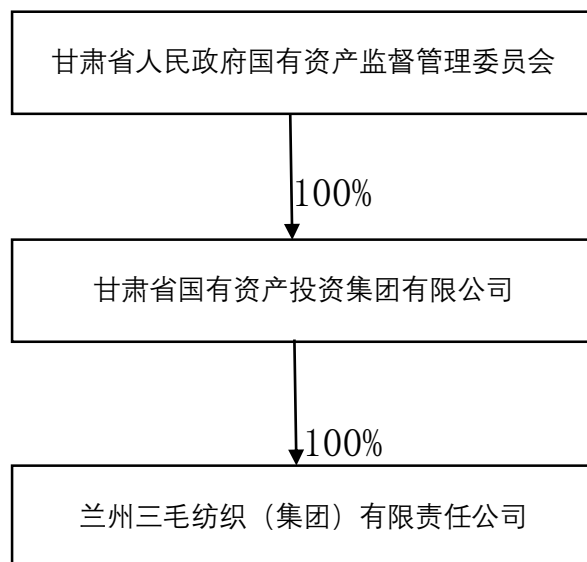 甘肃省人民政府国有资产监督管理委员会
100%
甘肃省国有资产投资集团有限公司
100%
兰州三毛纺织（集团）有限责任公司